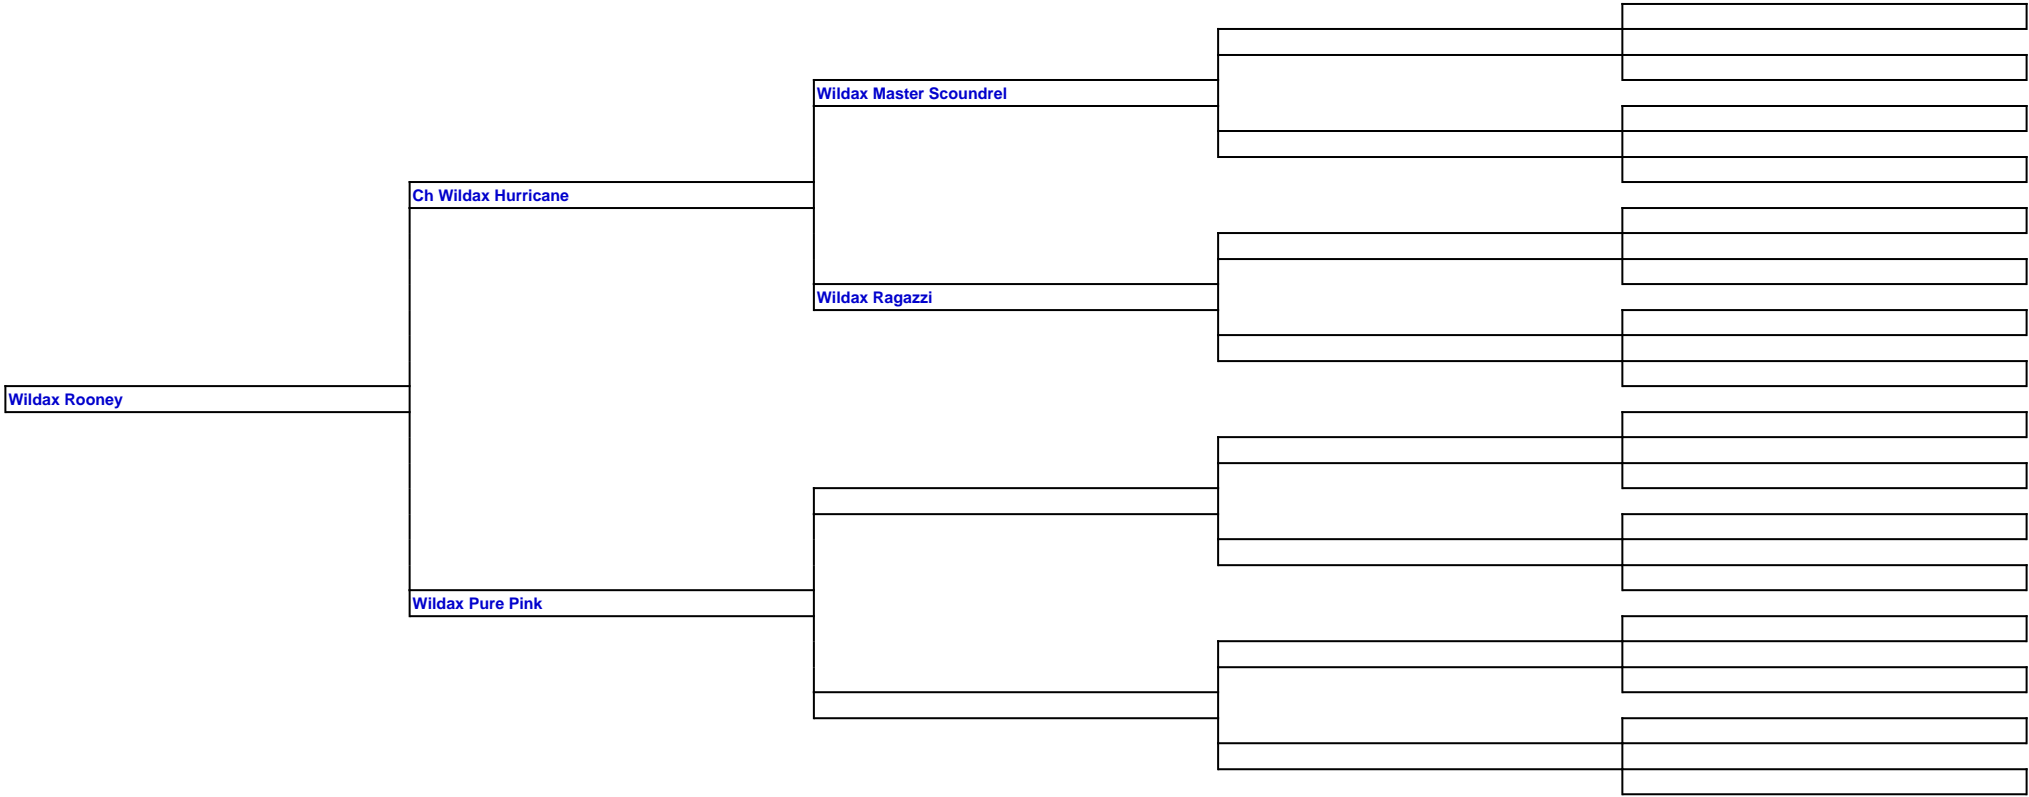 Wildax Master Scoundrel
Ch Wildax Hurricane
Wildax Ragazzi
Wildax Rooney
Wildax Pure Pink